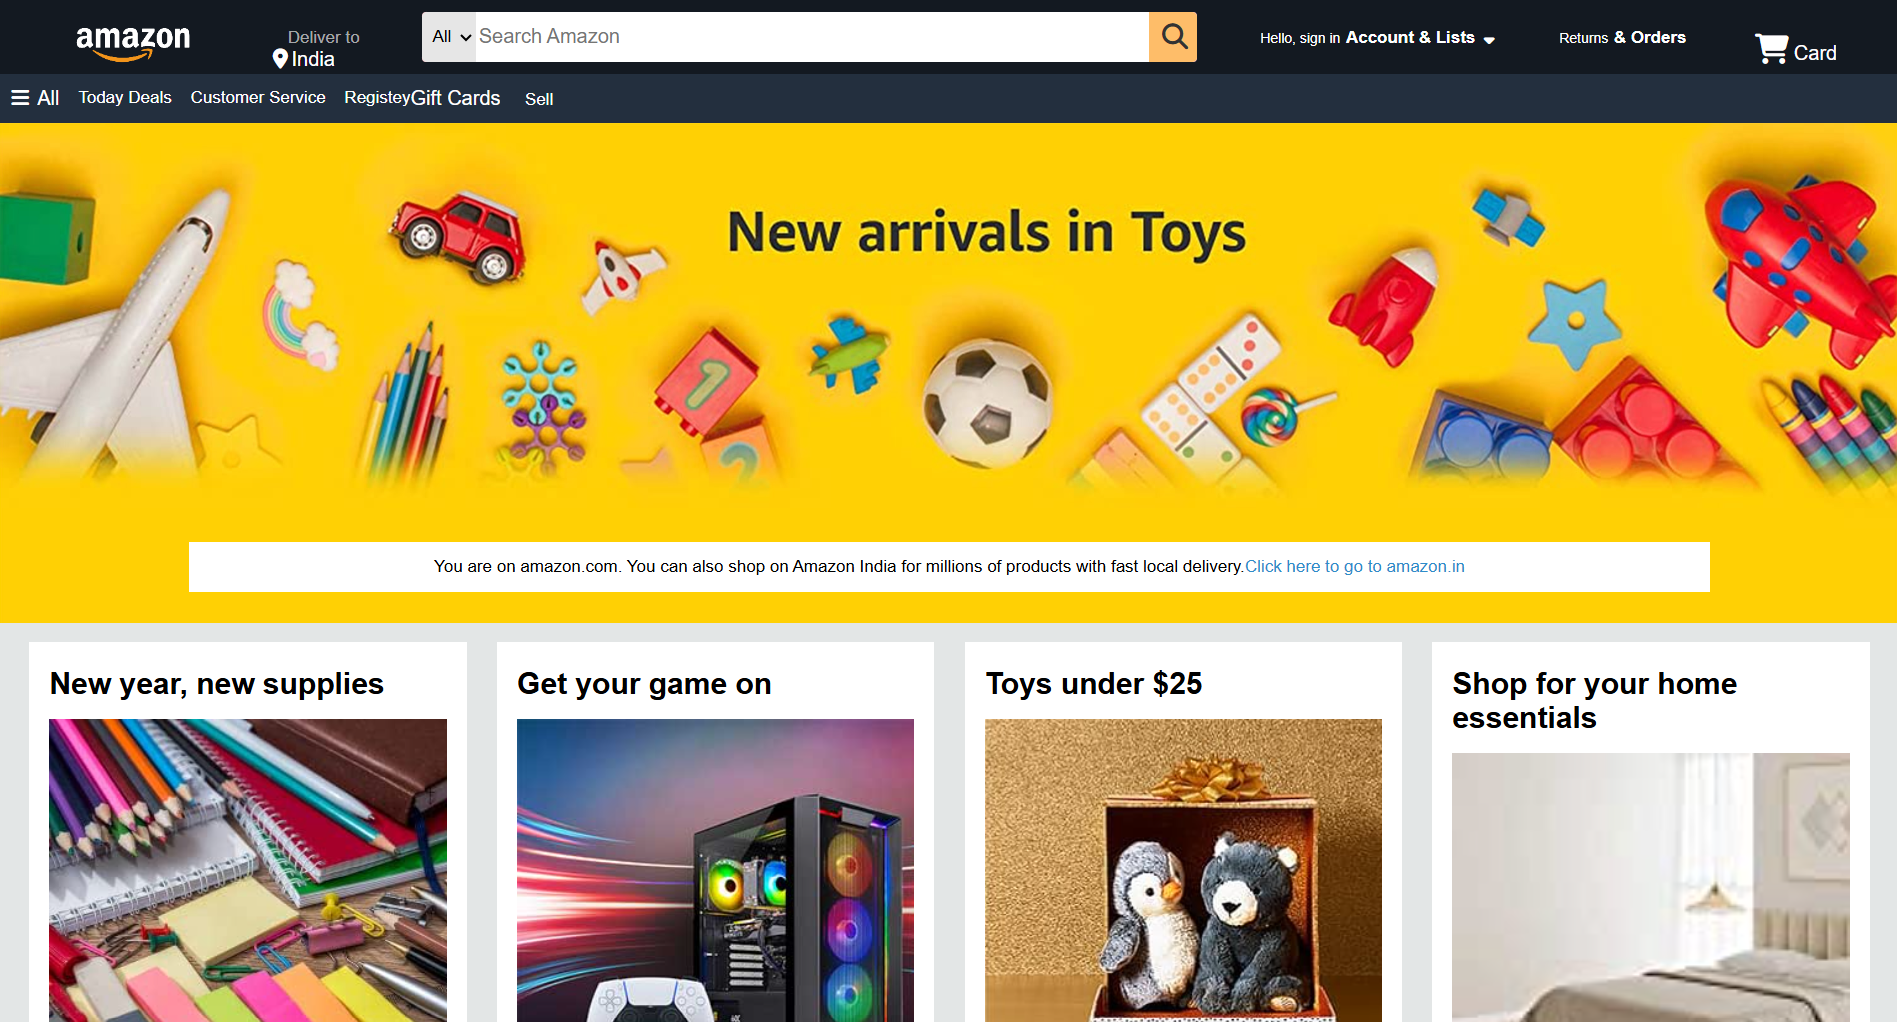 amazon
Deliver to
India
All
Search Amazon
Hello, sign in Account & Lists
Returns & Orders
Card
All
Today Deals
Customer Service
RegisteyGift Cards
Sell
New arrivals in Toys
1
2
You are on amazon.com. You can also shop on Amazon India for millions of products with fast local delivery.Click here to go to amazon.in
New year, new supplies
Get your game on
Toys under $25
Shop for your home
essentials